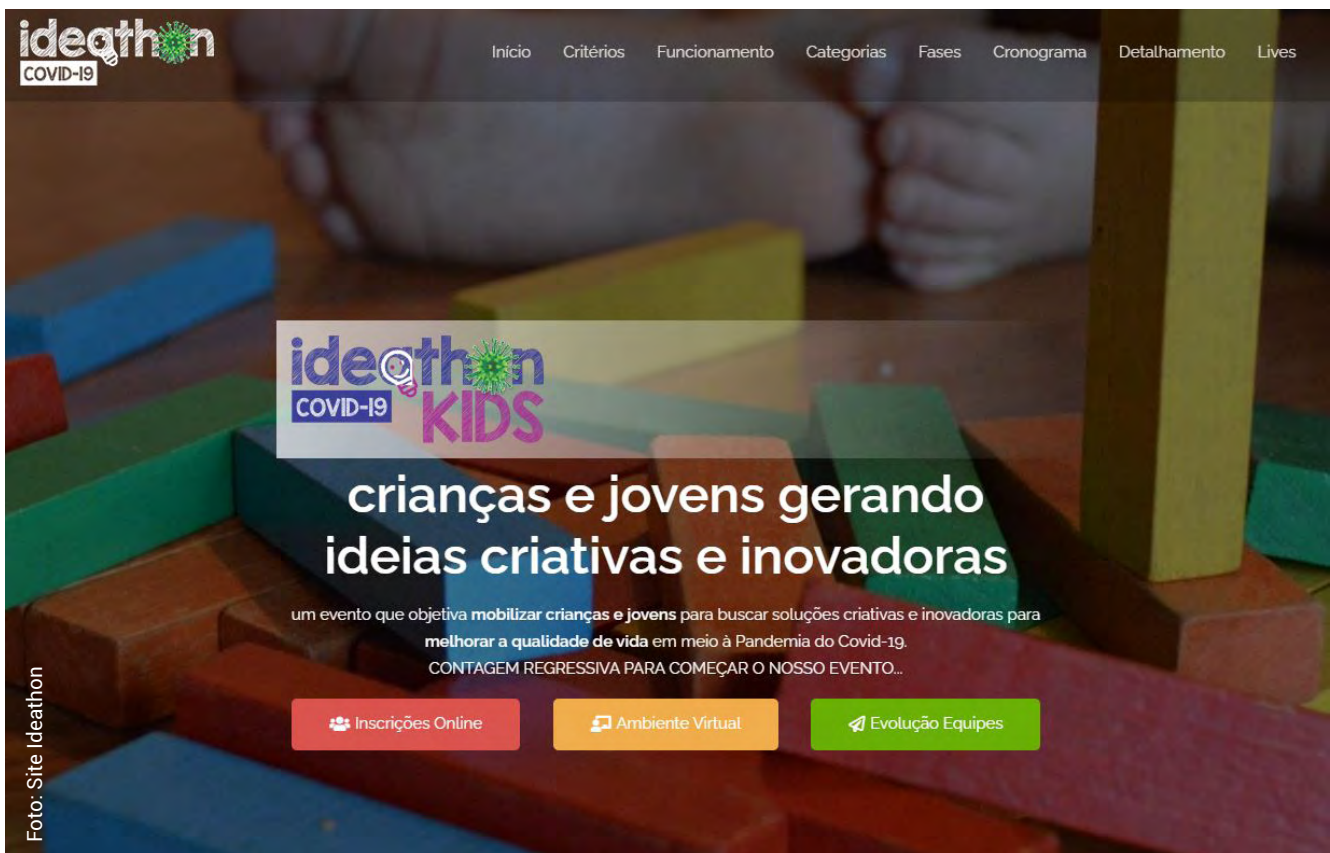 ideathon
COVID-19
Início Critérios Funcionamento Categorias Fases Cronograma Detalhamento Lives
ideathon
COVID-19 KIDS
crianças e jovens gerando
ideias criativas e inovadoras
um evento que objetiva mobilizar crianças e jovens para buscar soluções criativas e inovadoras para
melhorar a qualidade de vida em meio à Pandemia do Covid-19.
CONTAGEM REGRESSIVA PARA COMEÇAR O NOSSO EVENTO...
Inscrições Online Ambiente Virtual Evolução Equipes
Foto: Site Ideathon